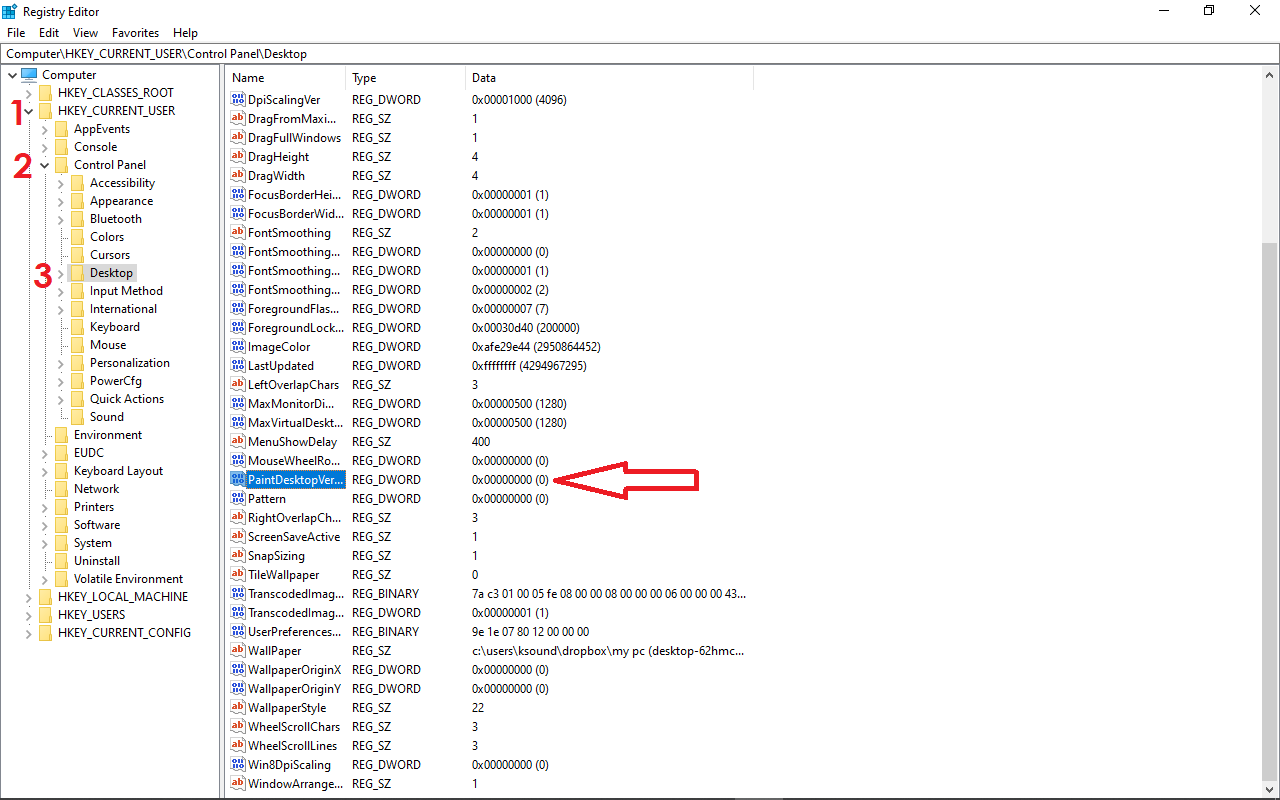 Registry Editor
File Edit View Favorites Help
Computer\HKEY_CURRENT_USER\Control Panel\Desktop
Computer
HKEY_CLASSES_ROOT
1 HKEY_CURRENT_USER
AppEvents
Console
2 Control Panel
Accessibility
Appearance
Bluetooth
Colors
Cursors
3 Desktop
Input Method
International
Keyboard
Mouse
Personalization
PowerCfg
Quick Actions
Sound
Environment
EUDC
Keyboard Layout
Network
Printers
Software
System
Uninstall
Volatile Environment
HKEY_LOCAL_MACHINE
HKEY_USERS
HKEY_CURRENT_CONFIG
Name Type Data
DpiScalingVer REG_DWORD 0x00001000 (4096)
DragFromMaxi... REG_SZ 1
DragFullWindows REG_SZ 1
DragHeight REG_SZ 4
DragWidth REG_SZ 4
FocusBorderHei... REG_DWORD 0x00000001 (1)
FocusBorderWid... REG_DWORD 0x00000001 (1)
FontSmoothing REG_SZ 2
FontSmoothing... REG_DWORD 0x00000000 (0)
FontSmoothing... REG_DWORD 0x00000001 (1)
FontSmoothing... REG_DWORD 0x00000002 (2)
ForegroundFlas... REG_DWORD 0x00000007 (7)
ForegroundLock... REG_DWORD 0x00030d40 (200000)
ImageColor REG_DWORD 0xafe29e44 (2950864452)
LastUpdated REG_DWORD 0xffffffff (4294967295)
LeftOverlapChars REG_SZ 3
MaxMonitorDi... REG_DWORD 0x00000500 (1280)
MaxVirtualDeskt... REG_DWORD 0x00000500 (1280)
MenuShowDelay REG_SZ 400
MouseWheelRo... REG_DWORD 0x00000000 (0)
PaintDesktopVer... REG_DWORD 0x00000000 (0)
Pattern REG_DWORD 0x00000000 (0)
RightOverlapCh... REG_SZ 3
ScreenSaveActive REG_SZ 1
SnapSizing REG_SZ 1
TileWallpaper REG_SZ 0
TranscodedImag... REG_BINARY 7a c3 01 00 05 fe 08 00 00 08 00 00 00 06 00 00 00 43...
TranscodedImag... REG_DWORD 0x00000001 (1)
UserPreferences... REG_BINARY 9e 1e 07 80 12 00 00 00
WallPaper REG_SZ c:\users\ksound\dropbox\my pc (desktop-62hmc...
WallpaperOriginX REG_DWORD 0x00000000 (0)
WallpaperOriginY REG_DWORD 0x00000000 (0)
WallpaperStyle REG_SZ 22
WheelScrollChars REG_SZ 3
WheelScrollLines REG_SZ 3
Win8DpiScaling REG_DWORD 0x00000000 (0)
WindowArrange... REG_SZ 1